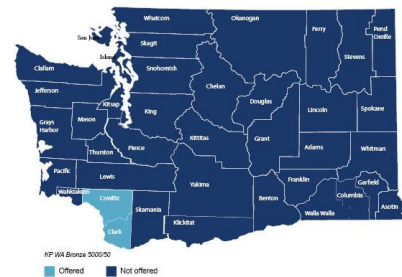 Whatcom
Okanogan
Ferry
Pend
Oreille
Stevens
San Ju
Skagit
Islan
Snohomish
Clallam
Jefferson
Chelan
Douglas
Lincoln
Spokane
Kitsap
King
Grays
Harbor
Mason
Kittitas
Grant
Adams
Whitman
Thurston
Pierce
Pacific
Lewis
Yakima
Franklin
Garfield
Wahkiakum
Cowlitz
Columbia
Benton
Walla Walla
Asotin
Skamania
Klickitat
Clark
KP WA Bronze 5000/50
Offered
Not offered